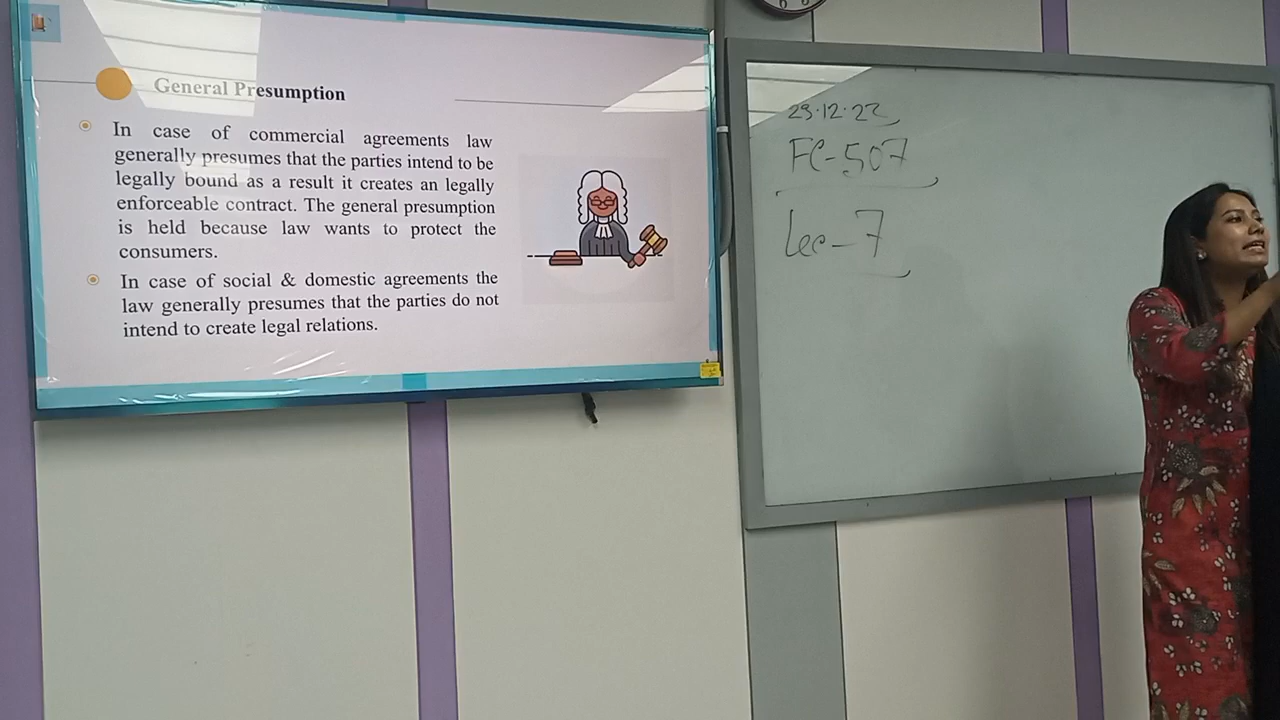 General Presumption
In case of commercial agreements law
generally presumes that the parties intend to be
legally bound as a result it creates an legally
enforceable contract. The general presumption
is held because law wants to protect the
consumers.
In case of social & domestic agreements the
law generally presumes that the parties do not
intend to create legal relations.
29.12.22
FC-507
Lec-7